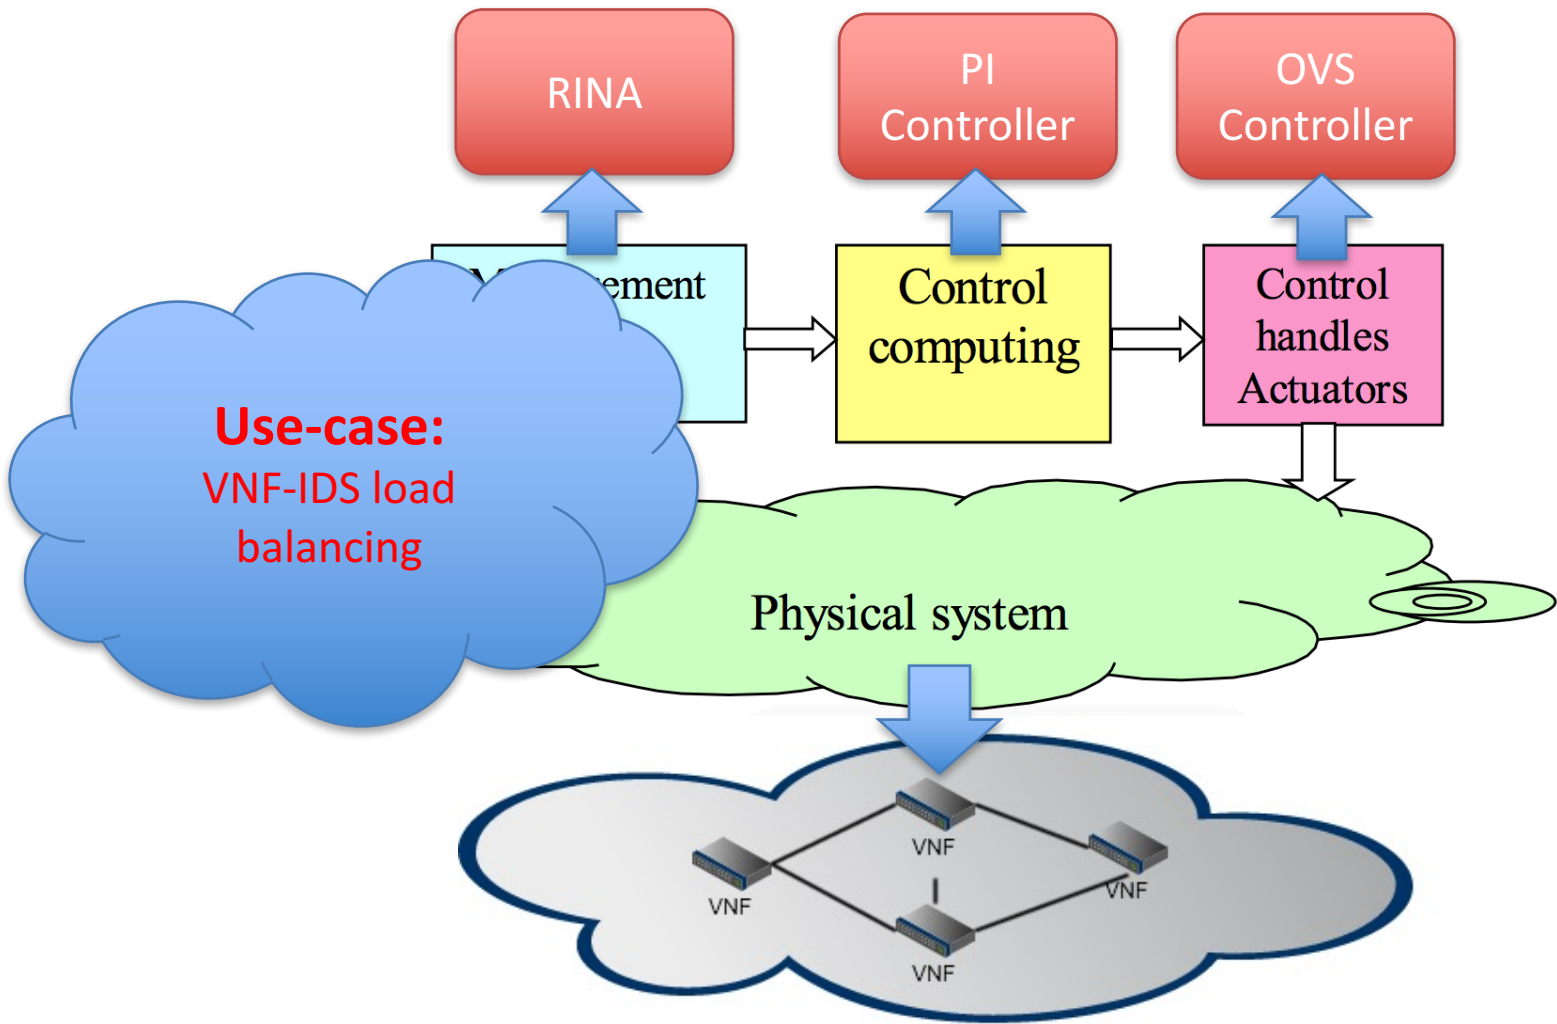 RINA
PI
Controller
OVS
Controller
Control
computing
Control
handles
Actuators
Use-case:
VNF-IDS load
balancing
Physical system
VNF
VNF
VNF
VNF